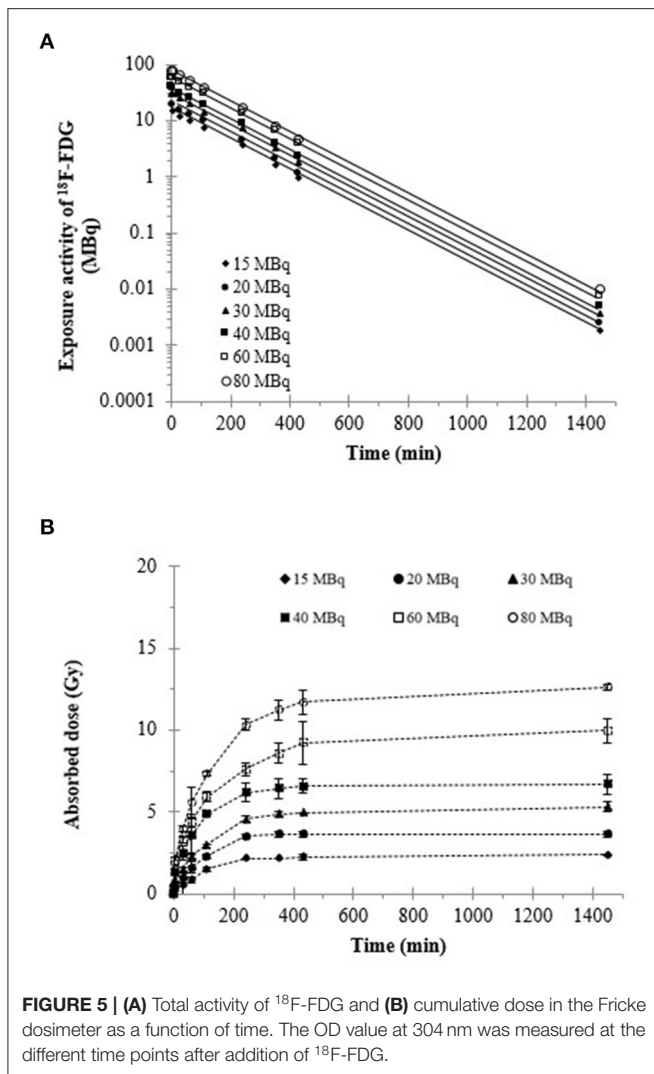 A
100
10
1
0.1
0.01
0.001
0.0001
Exposure activity of ¹⁸F-FDG
(MBq)
15 MBq
20 MBq
30 MBq
40 MBq
60 MBq
80 MBq
0 200 400 600 800 1000 1200 1400
Time (min)
B
20
15
10
5
0
Absorbed dose (Gy)
15 MBq 20 MBq 30 MBq
40 MBq 60 MBq 80 MBq
0 200 400 600 800 1000 1200 1400
Time (min)
FIGURE 5 | (A) Total activity of ¹⁸F-FDG and (B) cumulative dose in the Fricke
dosimeter as a function of time. The OD value at 304 nm was measured at the
different time points after addition of ¹⁸F-FDG.